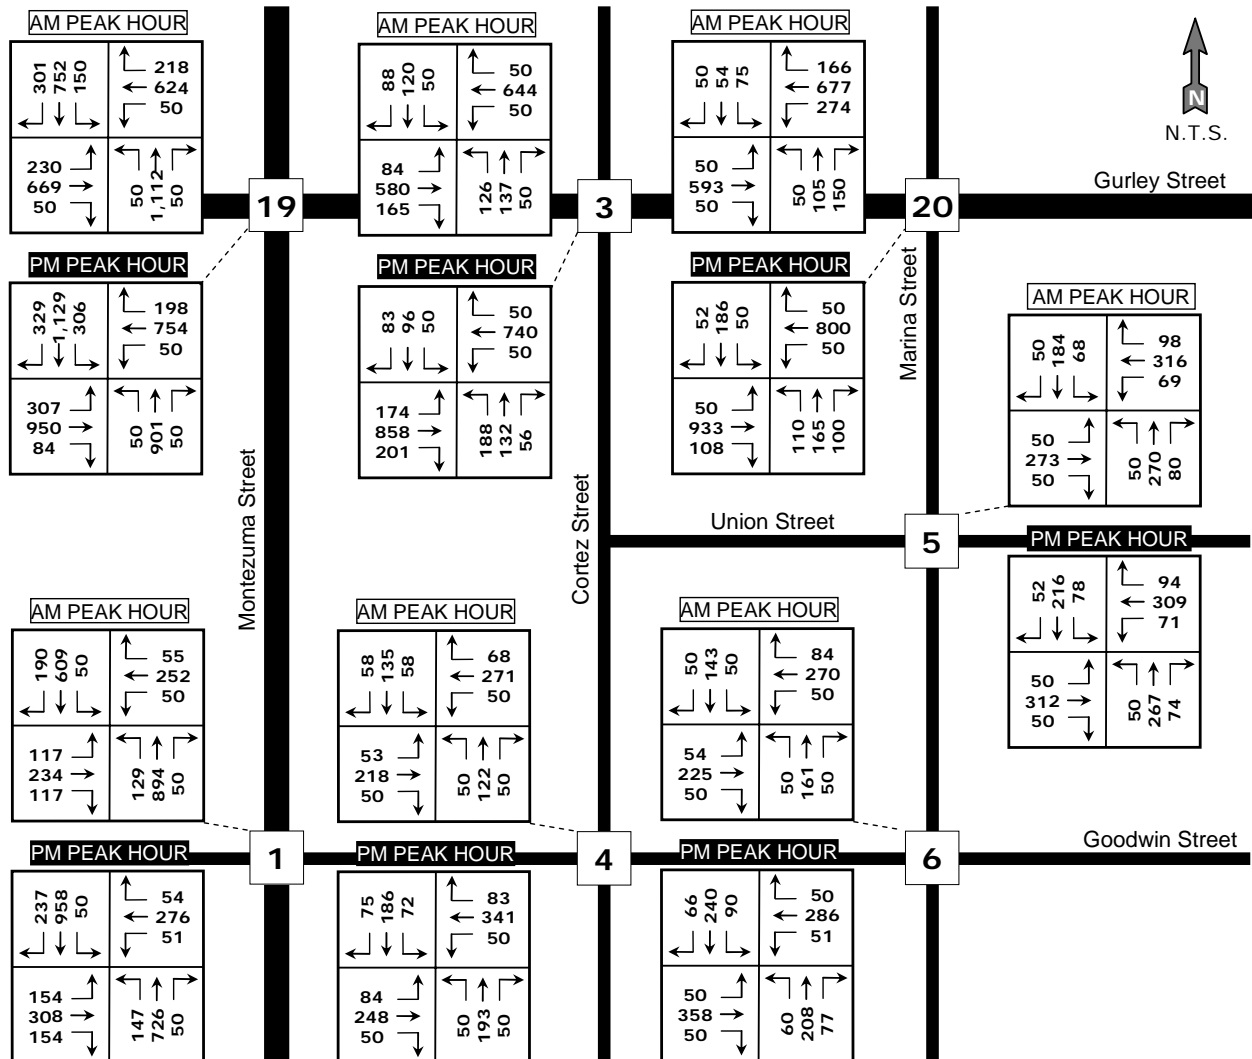 AM PEAK HOUR
301 752 150
218
624
50
230
669
50
50 1,112 50
PM PEAK HOUR
329 1,129 306
198
754
50
307
950
84
50 901 50
19
AM PEAK HOUR
88 120 50
50
644
50
84
580
165
126 137 50
PM PEAK HOUR
83 96 50
50
740
50
174
858
201
188 132 56
3
AM PEAK HOUR
50 54 75
166
677
274
50
593
50
50 105 150
PM PEAK HOUR
52 186 50
50
800
50
50
933
108
110 165 100
20
N
N.T.S.
Gurley Street
Marina Street
Montezuma Street
Cortez Street
Union Street
5
AM PEAK HOUR
50 184 68
98
316
69
50
273
50
50 270 80
PM PEAK HOUR
52 216 78
94
309
71
50
312
50
50 267 74
AM PEAK HOUR
190 609 50
55
252
50
117
234
117
129 894 50
PM PEAK HOUR
237 958 50
54
276
51
154
308
154
147 726 50
1
AM PEAK HOUR
58 135 58
68
271
50
53
218
50
50 122 50
PM PEAK HOUR
75 186 72
83
341
50
84
248
50
50 193 50
4
AM PEAK HOUR
50 143 50
84
270
50
54
225
50
50 161 50
PM PEAK HOUR
66 240 90
50
286
51
50
358
50
60 208 77
6
Goodwin Street